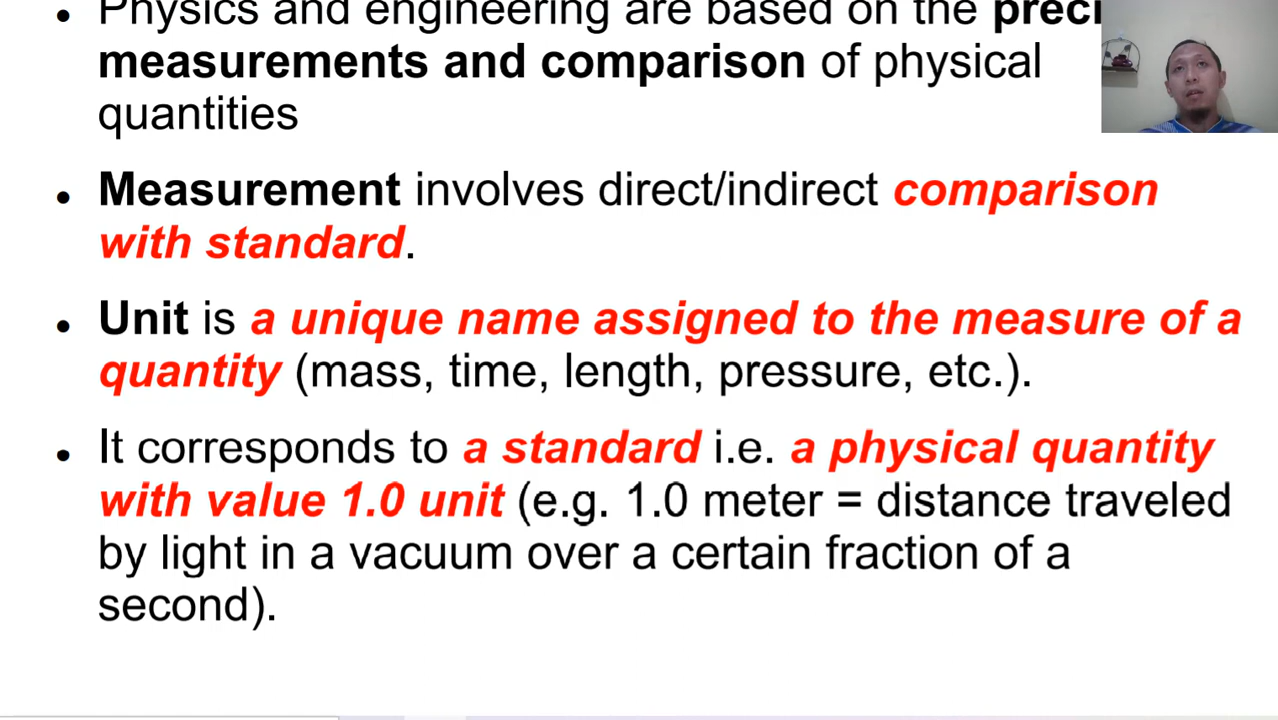 Physics and engineering are based on the
measurements and comparison of physical
quantities
Measurement involves direct/indirect comparison
with standard.
Unit is a unique name assigned to the measure of a
quantity (mass, time, length, pressure, etc.).
It corresponds to a standard i.e. a physical quantity
with value 1.0 unit (e.g. 1.0 meter = distance traveled
by light in a vacuum over a certain fraction of a
second).